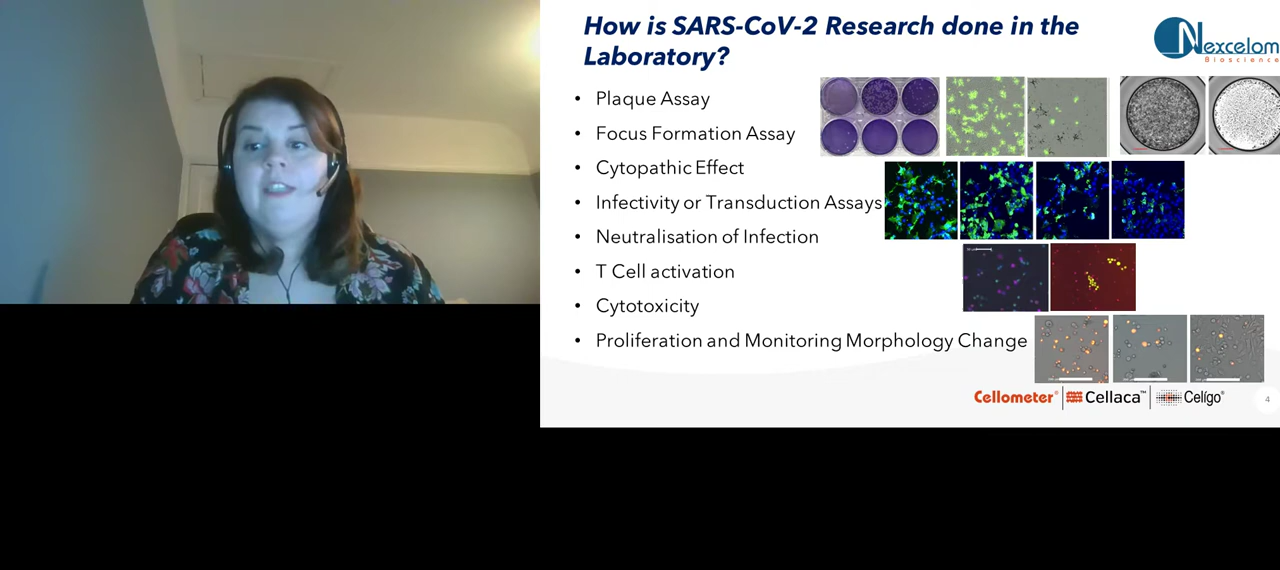 How is SARS-CoV-2 Research done in the
Laboratory?
Nexcelom
Bioscience
• Plaque Assay
• Focus Formation Assay
• Cytopathic Effect
• Infectivity or Transduction Assays
• Neutralisation of Infection
• T Cell activation
• Cytotoxicity
• Proliferation and Monitoring Morphology Change
Cellometer® Cellaca™ Celigo®
4